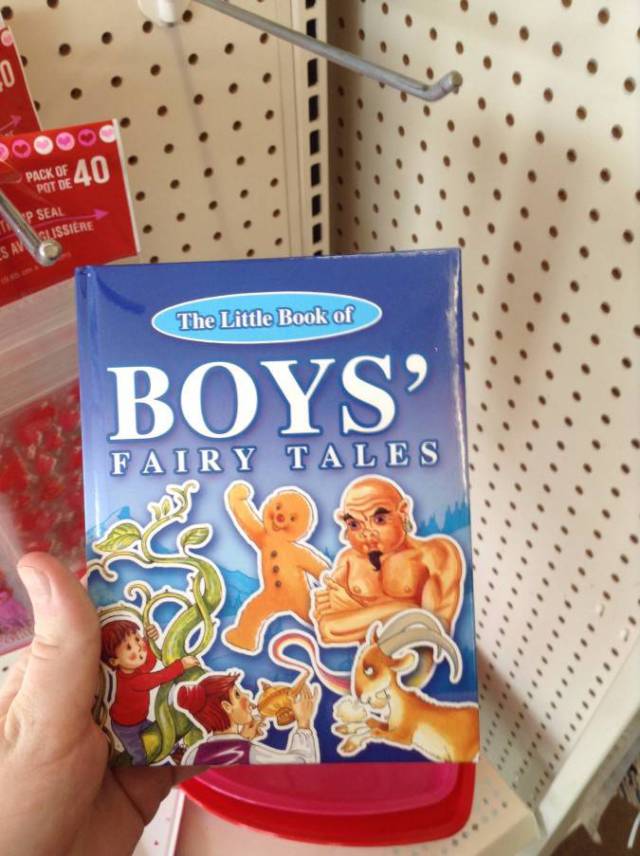 PACK OF 40
POT DE
P SEAL
GLISSIÈRE
The Little Book of
BOYS'
FAIRY TALES